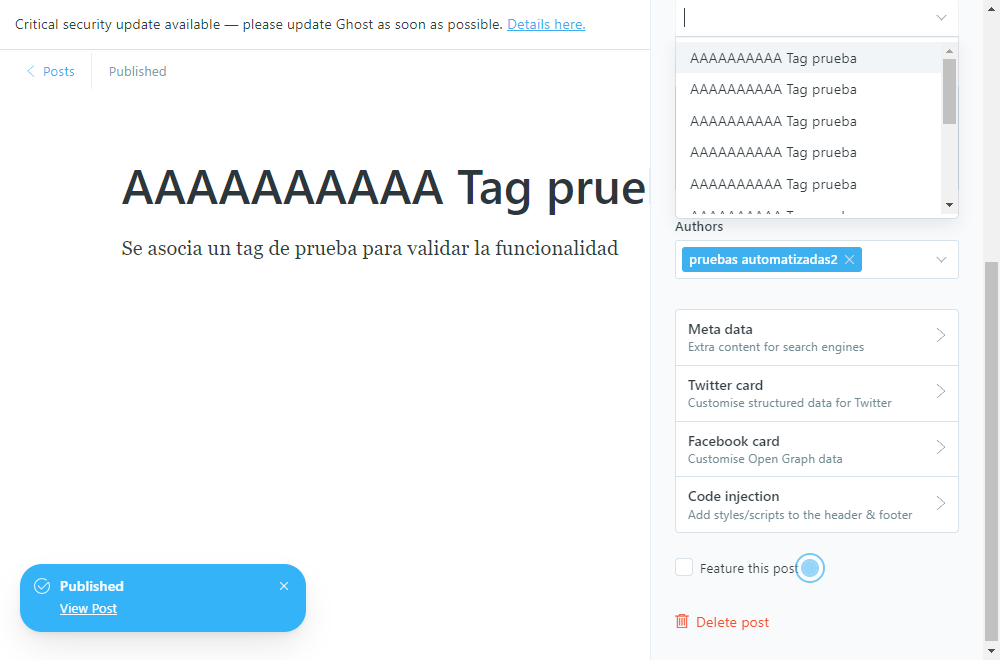 Critical security update available — please update Ghost as soon as possible. Details here.
Posts
Published
AAAAAAAAAA Tag prue
Se asocia un tag de prueba para validar la funcionalidad
AAAAAAAAAA Tag prueba
AAAAAAAAAA Tag prueba
AAAAAAAAAA Tag prueba
AAAAAAAAAA Tag prueba
AAAAAAAAAA Tag prueba
Authors
pruebas automatizadas2
Meta data
Extra content for search engines
Twitter card
Customise structured data for Twitter
Facebook card
Customise Open Graph data
Code injection
Add styles/scripts to the header & footer
Feature this post
Delete post
Published
View Post